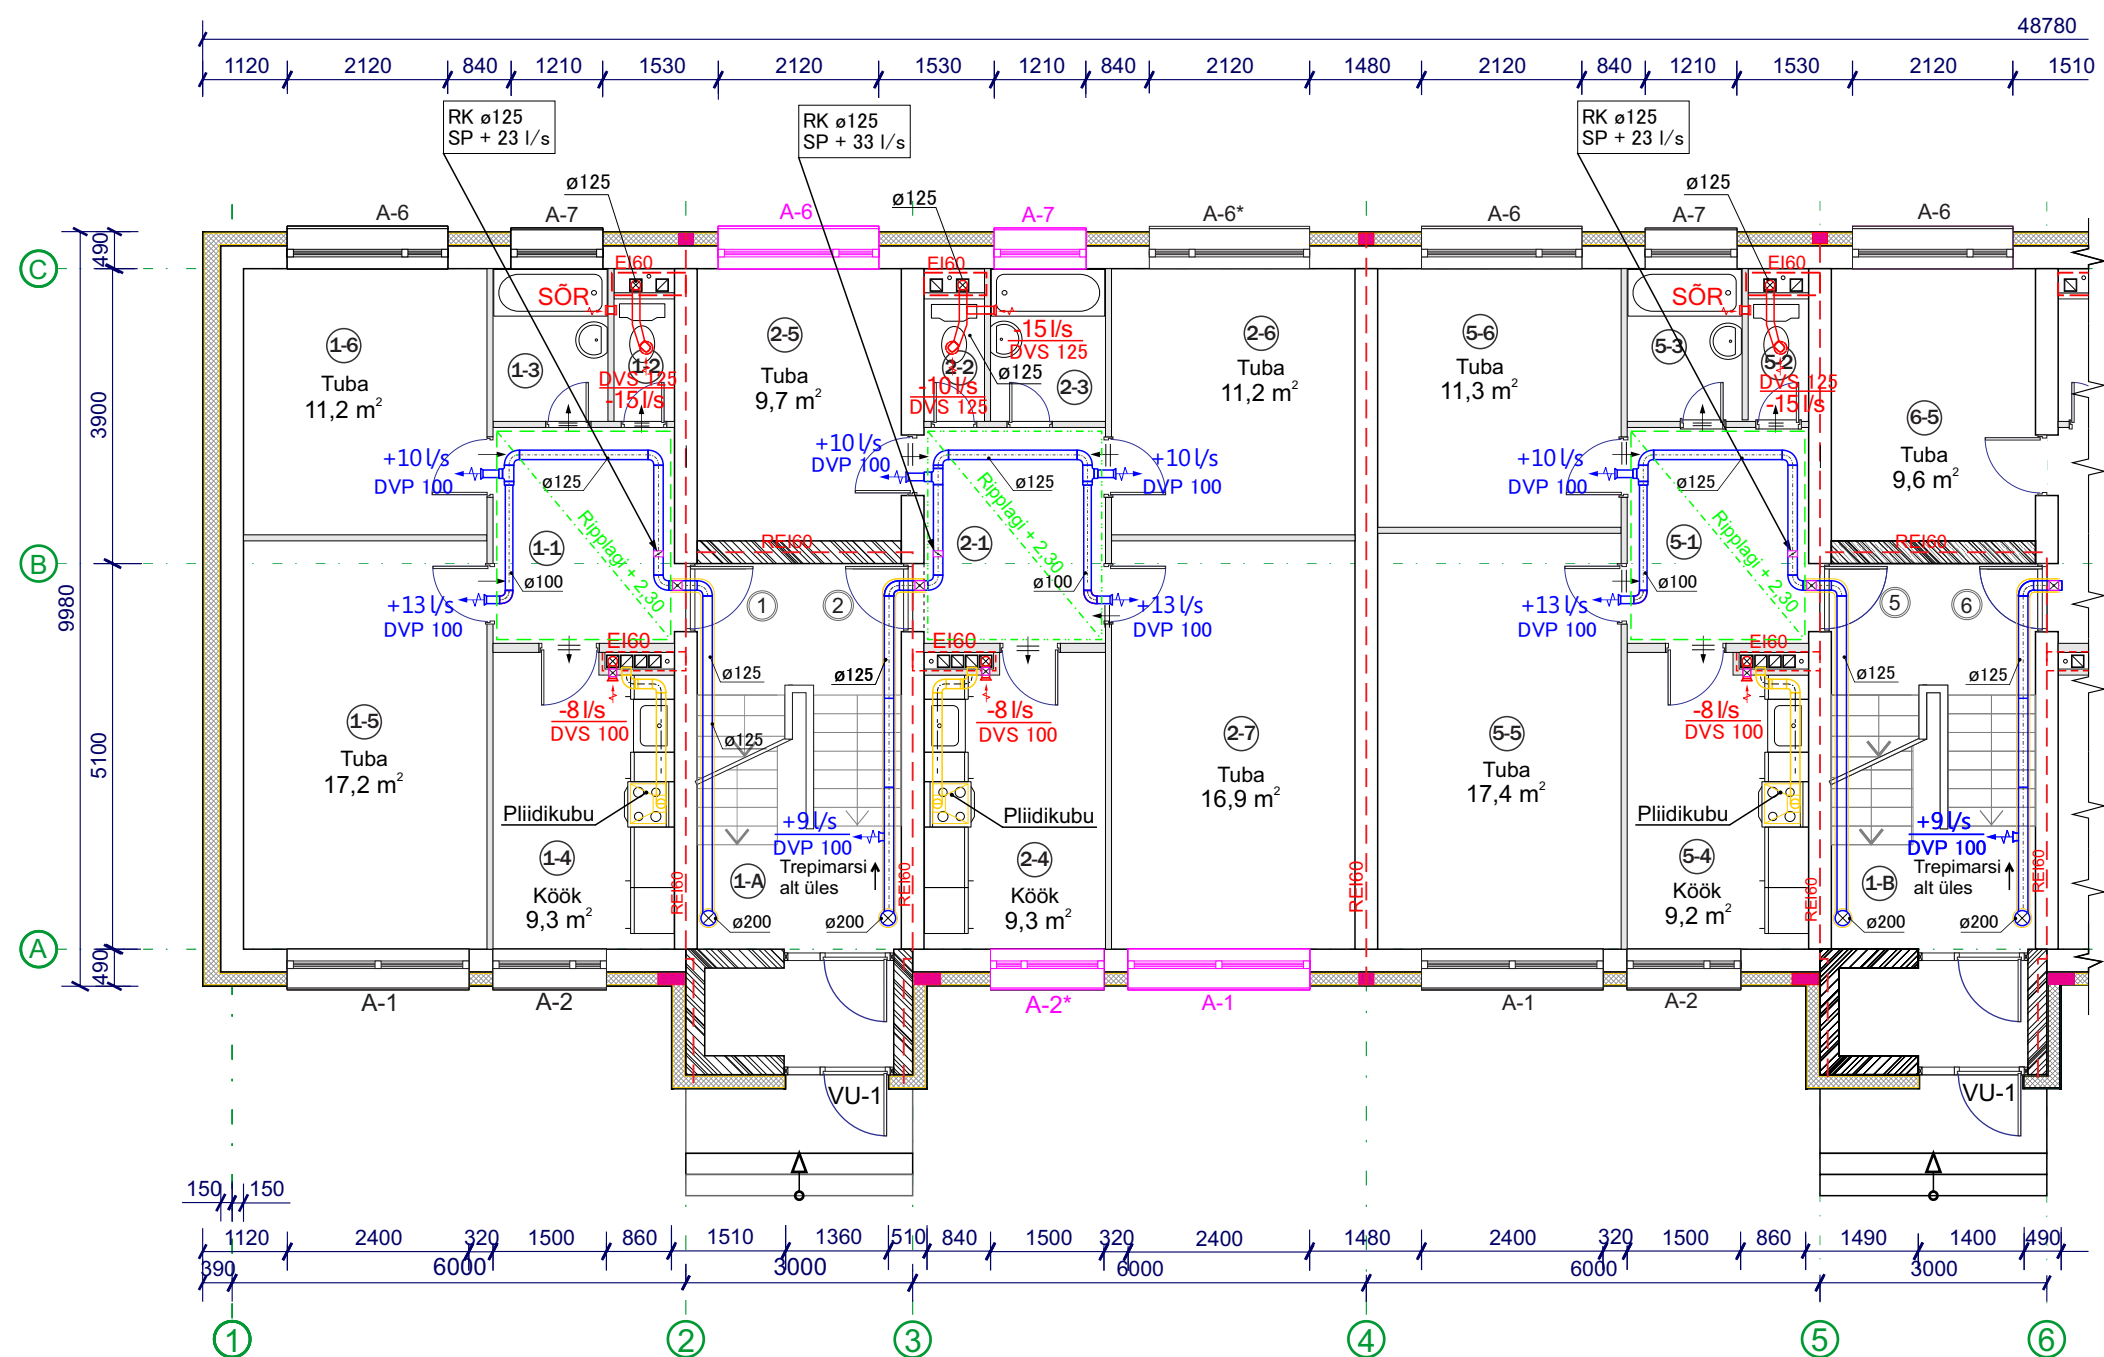 48780
1120 2120 840 1210 1530 2120 1530 1210 840 2120 1480 2120 840 1210 1530 2120 1510
RK ø125
SP + 23 l/s
RK ø125
SP + 33 l/s
RK ø125
SP + 23 l/s
ø125 ø125 ø125
A-6 A-7 A-6 A-7 A-6* A-6 A-7 A-6
C
490
EI60 EI60 EI60
SÕR SÕR
1-6
Tuba
11,2 m²
1-3
1-2
DVS 125
-15 l/s
2-5
Tuba
9,7 m²
2-2
-10 l/s
DVS 125
-15 l/s
DVS 125
ø125
2-3
2-6
Tuba
11,2 m²
5-6
Tuba
11,3 m²
5-3
5-2
DVS 125
-15 l/s
6-5
Tuba
9,6 m²
3900
+10 l/s
DVP 100
ø125
+10 l/s
DVP 100
ø125
+10 l/s
DVP 100
+10 l/s
DVP 100
ø125
1-1
Ripplagi + 2,30
ø100
REI60
2-1
Ripplagi + 2,30
ø100
5-1
Ripplagi + 2,30
ø100
REI60
B
9980
+13 l/s
DVP 100
1 2
+13 l/s
DVP 100
+13 l/s
DVP 100
5 6
EI60 EI60 EI60
ø125 ø125 ø125 ø125
-8 l/s
DVS 100
-8 l/s
DVS 100
-8 l/s
DVS 100
ø125
5100
1-5
Tuba
17,2 m²
2-7
Tuba
16,9 m²
5-5
Tuba
17,4 m²
Pliidikubu Pliidikubu Pliidikubu
+9 l/s
DVP 100
Trepimarsi
alt üles
+9 l/s
DVP 100
Trepimarsi
alt üles
1-4
Köök
9,3 m²
1-A
2-4
Köök
9,3 m²
5-4
Köök
9,2 m²
1-B
REI60 REI60 REI60 REI60 REI60
ø200 ø200 ø200 ø200
A
490
A-1 A-2 A-2* A-1 A-1 A-2
VU-1 VU-1
150 150
1120 2400 320 1500 860 1510 1360 510 840 1500 320 2400 1480 2400 320 1500 860 1490 1400 490
390 6000 3000 6000 6000 3000
1 2 3 4 5 6